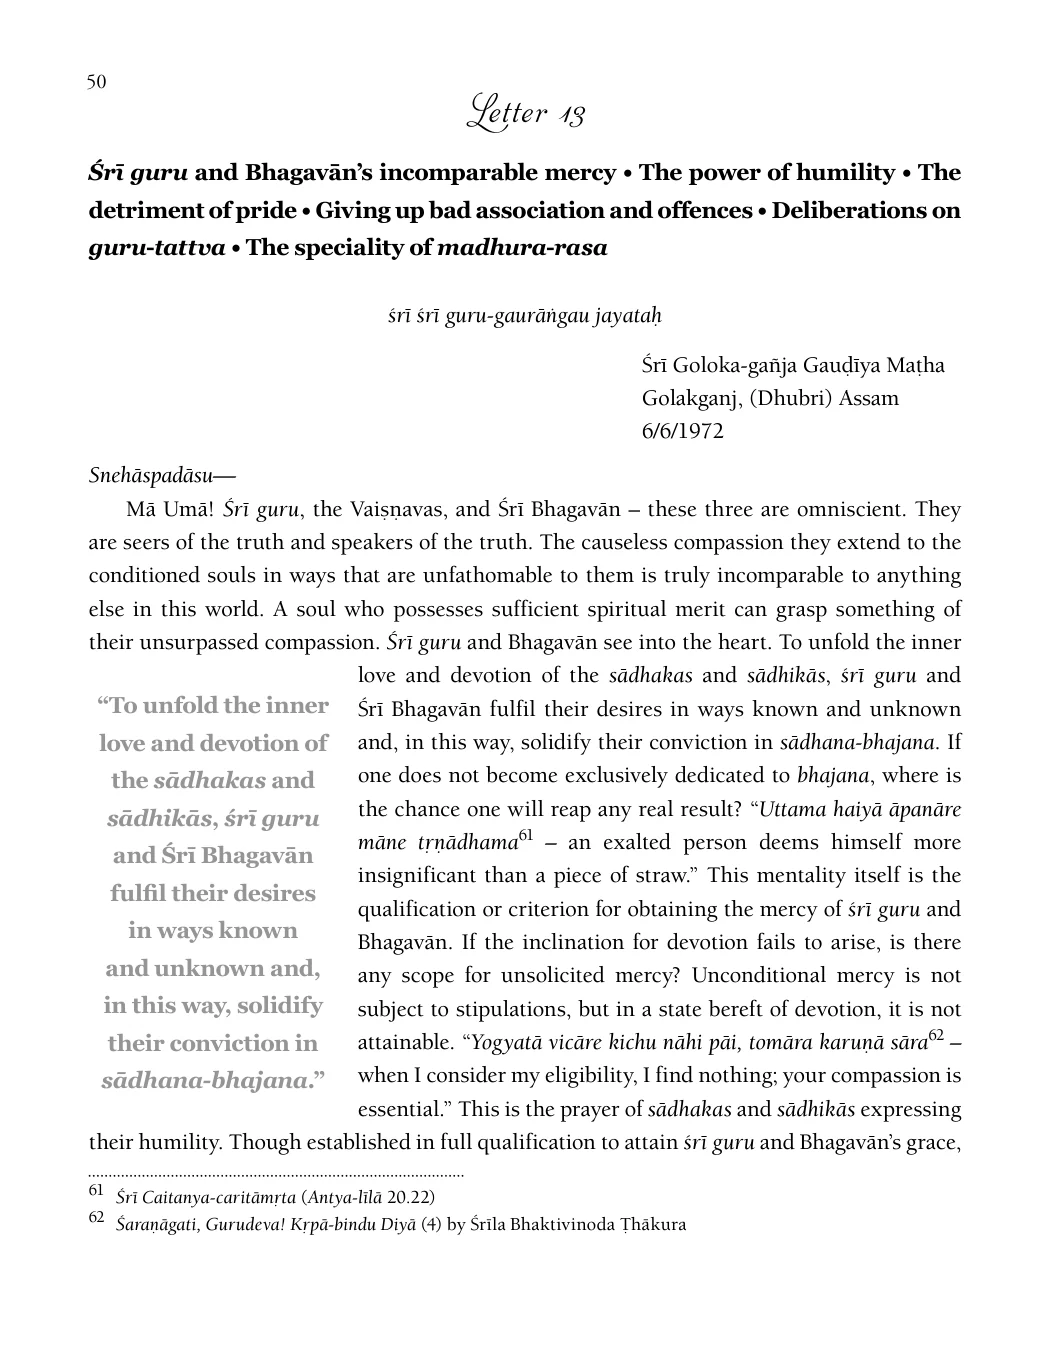 50
Letter 13
Śrī guru and Bhagavān’s incomparable mercy • The power of humility • The
detriment of pride • Giving up bad association and offences • Deliberations on
guru-tattva • The speciality of madhura-rasa
śrī śrī guru-gaurāṅgau jayataḥ
Śrī Goloka-gañja Gauḍīya Maṭha
Golakganj, (Dhubri) Assam
6/6/1972
Snehāspadāsu—
Mā Umā! Śrī guru, the Vaiṣṇavas, and Śrī Bhagavān – these three are omniscient. They
are seers of the truth and speakers of the truth. The causeless compassion they extend to the
conditioned souls in ways that are unfathomable to them is truly incomparable to anything
else in this world. A soul who possesses sufficient spiritual merit can grasp something of
their unsurpassed compassion. Śrī guru and Bhagavān see into the heart. To unfold the inner
love and devotion of the sādhakas and sādhikās, śrī guru and
Śrī Bhagavān fulfil their desires in ways known and unknown
and, in this way, solidify their conviction in sādhana-bhajana. If
one does not become exclusively dedicated to bhajana, where is
the chance one will reap any real result? “Uttama haiyā āpanāre
māne tṛṇādhama61 – an exalted person deems himself more
insignificant than a piece of straw.” This mentality itself is the
qualification or criterion for obtaining the mercy of śrī guru and
Bhagavān. If the inclination for devotion fails to arise, is there
any scope for unsolicited mercy? Unconditional mercy is not
subject to stipulations, but in a state bereft of devotion, it is not
attainable. “Yogyatā vicāre kichu nāhi pāi, tomāra karuṇā sāra62 –
when I consider my eligibility, I find nothing; your compassion is
essential.” This is the prayer of sādhakas and sādhikās expressing
their humility. Though established in full qualification to attain śrī guru and Bhagavān’s grace,
“To unfold the inner
love and devotion of
the sādhakas and
sādhikās, śrī guru
and Śrī Bhagavān
fulfil their desires
in ways known
and unknown and,
in this way, solidify
their conviction in
sādhana-bhajana.”
61 Śrī Caitanya-caritāmṛta (Antya-līlā 20.22)
62 Śaraṇāgati, Gurudeva! Kṛpā-bindu Diyā (4) by Śrīla Bhaktivinoda Ṭhākura